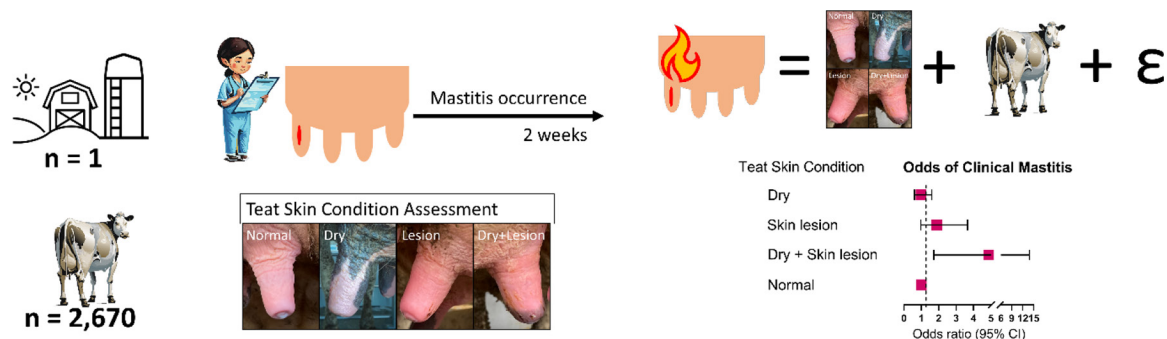 n = 1
n = 2,670
Mastitis occurrence
2 weeks
Teat Skin Condition Assessment
Normal
Dry
Lesion
Dry+Lesion
=
Normal
Dry
Lesion
Dry+Lesion
+
+ ε
Teat Skin Condition
Odds of Clinical Mastitis
Dry
Skin lesion
Dry + Skin lesion
Normal
0 1 2 3 4 5 6 9 12 15
Odds ratio (95% CI)